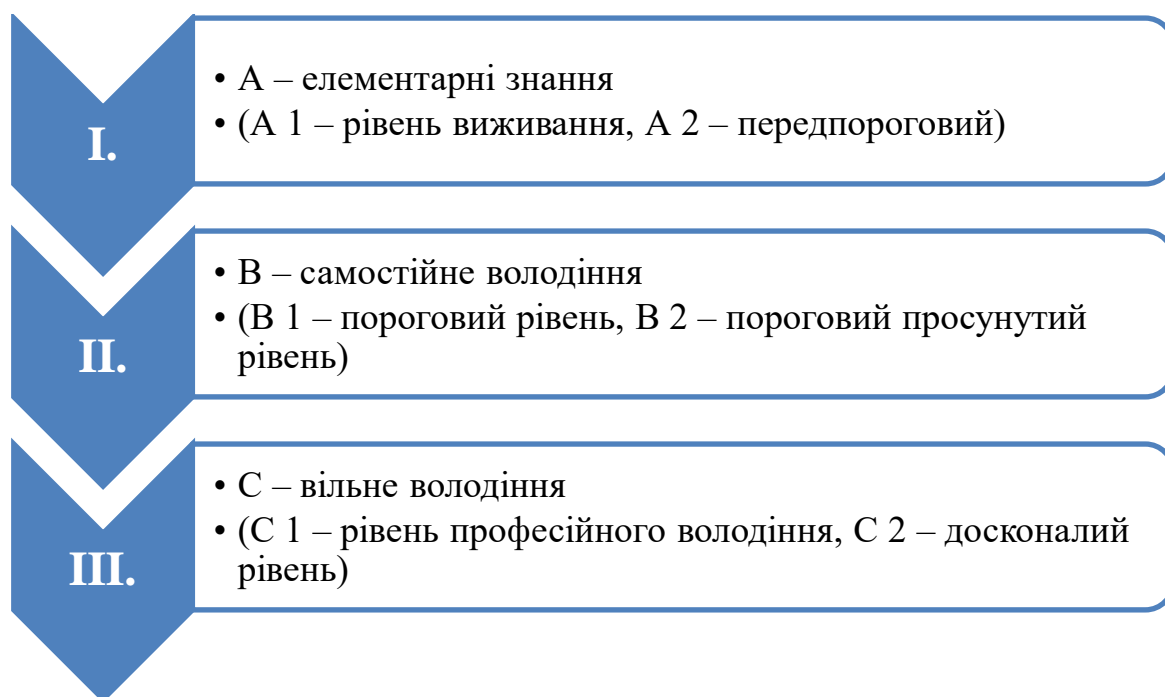 I.
• А – елементарні знання
• (А 1 – рівень виживання, А 2 – передпороговий)
II.
• В – самостійне володіння
• (В 1 – пороговий рівень, В 2 – пороговий просунутий
рівень)
III.
• С – вільне володіння
• (С 1 – рівень професійного володіння, С 2 – досконалий
рівень)